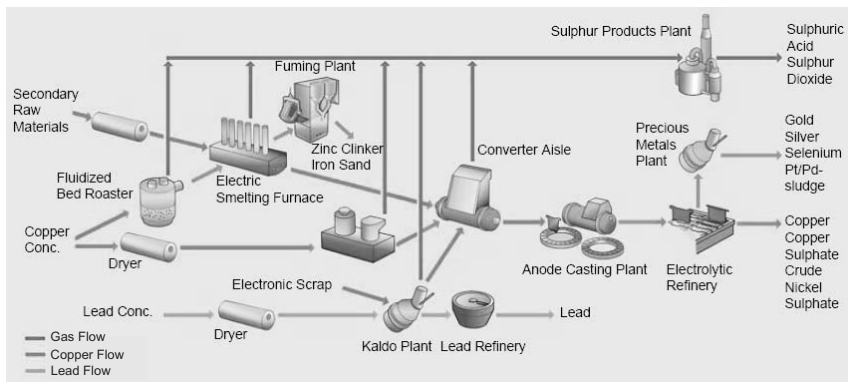 Sulphur Products Plant
Sulphuric
Acid
Sulphur
Dioxide
Fuming Plant
Secondary
Raw
Materials
Zinc Clinker
Iron Sand
Converter Aisle
Precious
Metals
Plant
Gold
Silver
Selenium
Pt/Pd-
sludge
Fluidized
Bed Roaster
Electric
Smelting Furnace
Copper
Conc.
Dryer
Anode Casting Plant
Electrolytic
Refinery
Copper
Copper
Sulphate
Crude
Nickel
Sulphate
Electronic Scrap
Lead Conc.
Dryer
Kaldo Plant
Lead Refinery
Lead
Gas Flow
Copper Flow
Lead Flow